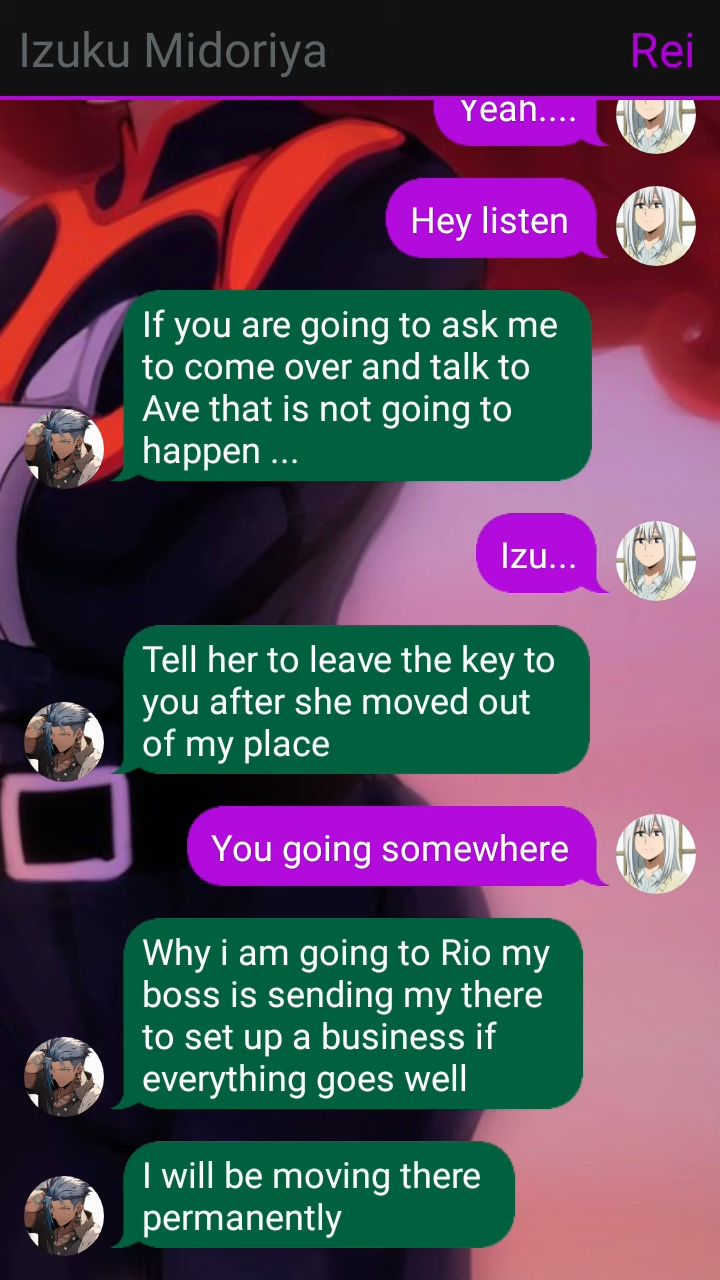 Izuku Midoriya Rei
Yeah....
Hey listen
If you are going to ask me
to come over and talk to
Ave that is not going to
happen ...
Izu...
Tell her to leave the key to
you after she moved out
of my place
You going somewhere
Why i am going to Rio my
boss is sending my there
to set up a business if
everything goes well
I will be moving there
permanently